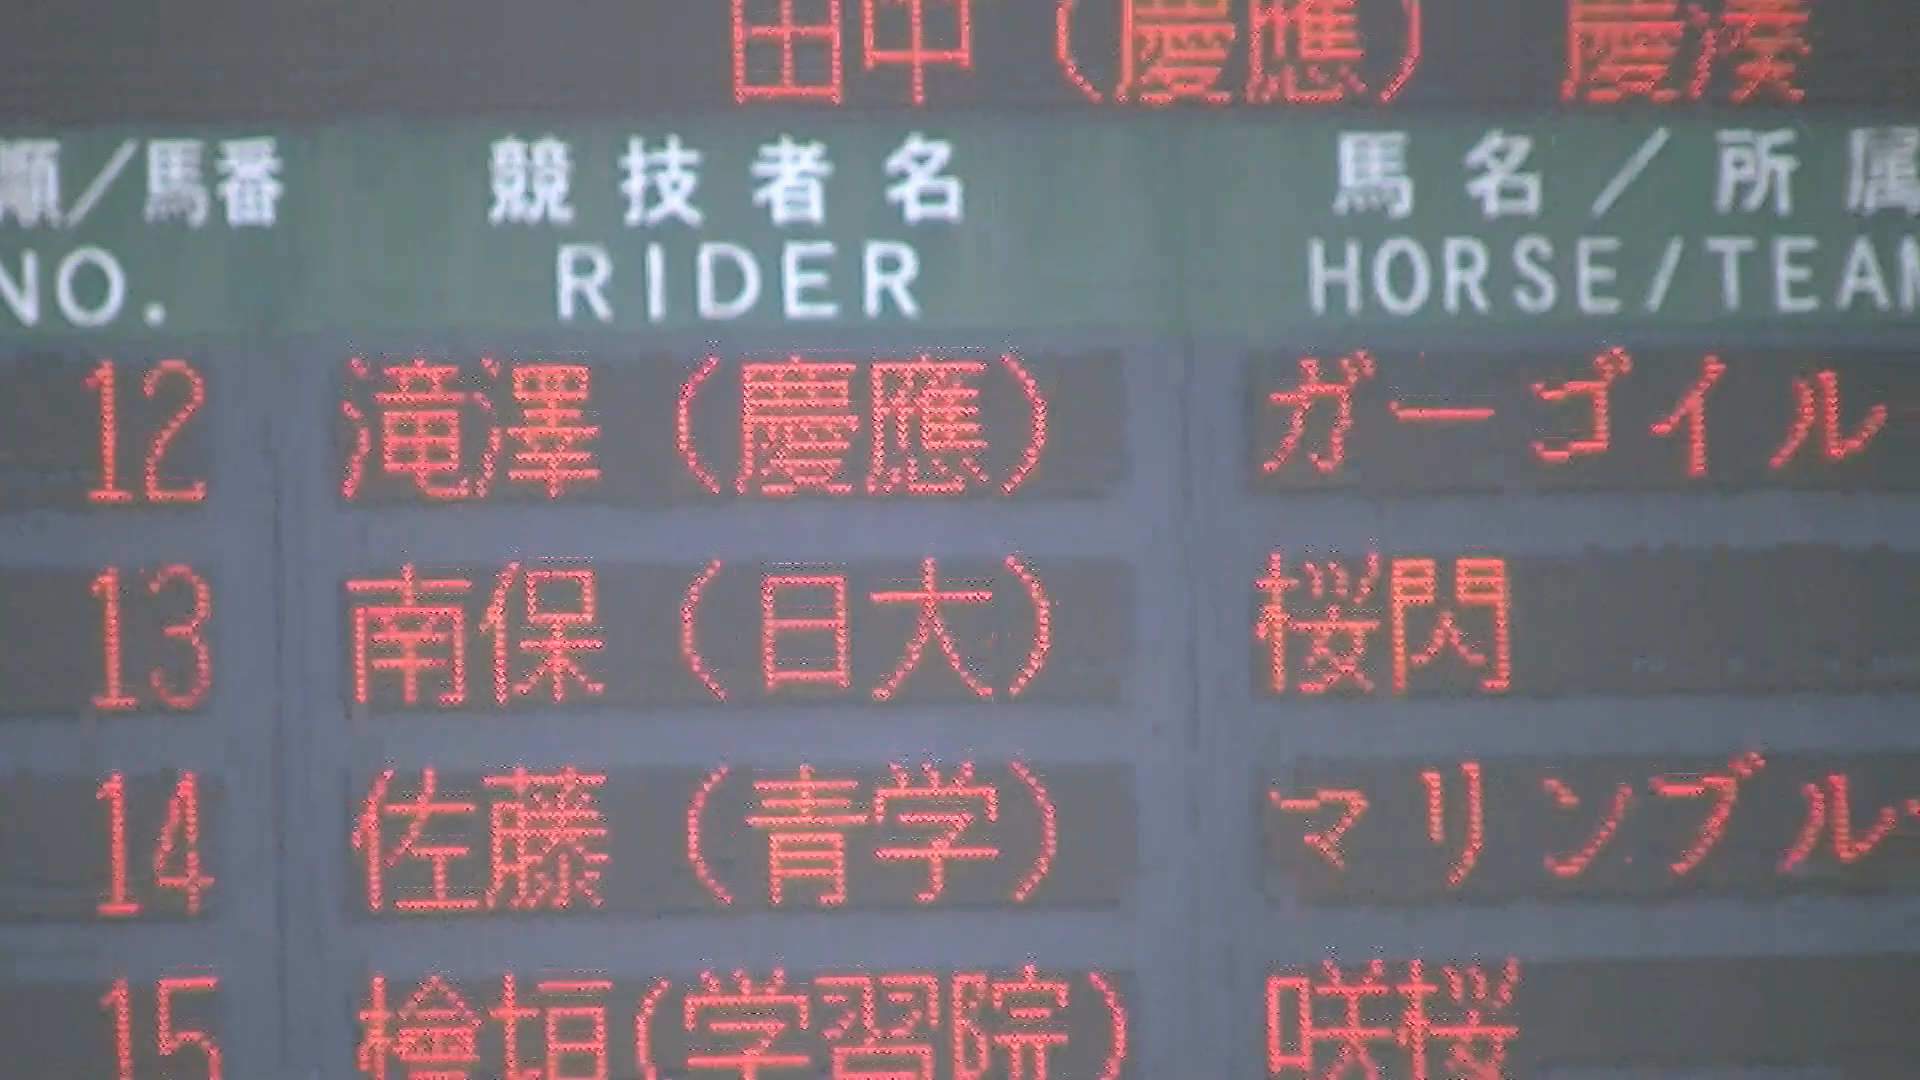 田中（慶應） 慶湊
順／馬番 競技者名 馬名／所属
NO. RIDER HORSE/TEAM
12 滝澤（慶應） ガーゴイル
13 南保（日大） 桜閃
14 佐藤（青学） マリンブルー
15 檜垣(学習院) 咲桜